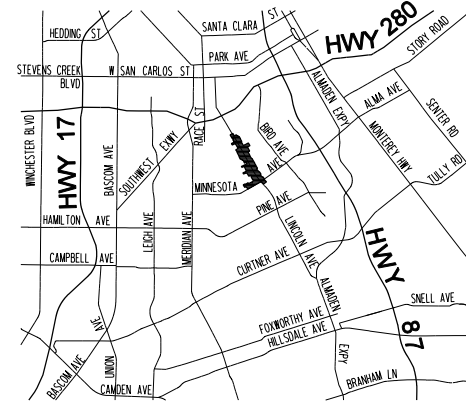 HEDDING ST
SANTA CLARA ST
HWY 280
STORY ROAD
PARK AVE
STEVENS CREEK
BLVD
W SAN CARLOS ST
ALMADEN EXPY
ALMA AVE
SENTER RD
WINCHESTER BLVD
HWY 17
BASCOM AVE
SOUTHWEST EXWY
RACE ST
BIRD AVE
MONTEREY HWY
TULLY RD
MINNESOTA AVE
PINE AVE
HAMILTON AVE
LEIGH AVE
MERIDIAN AVE
LINCOLN AVE
HWY 87
CAMPBELL AVE
CURTNER AVE
ALMADEN
EXPY
SNELL AVE
FOXWORTHY AVE
HILLSDALE AVE
UNION
AVE
BASCOM AVE
CAMDEN AVE
BRANHAM LN